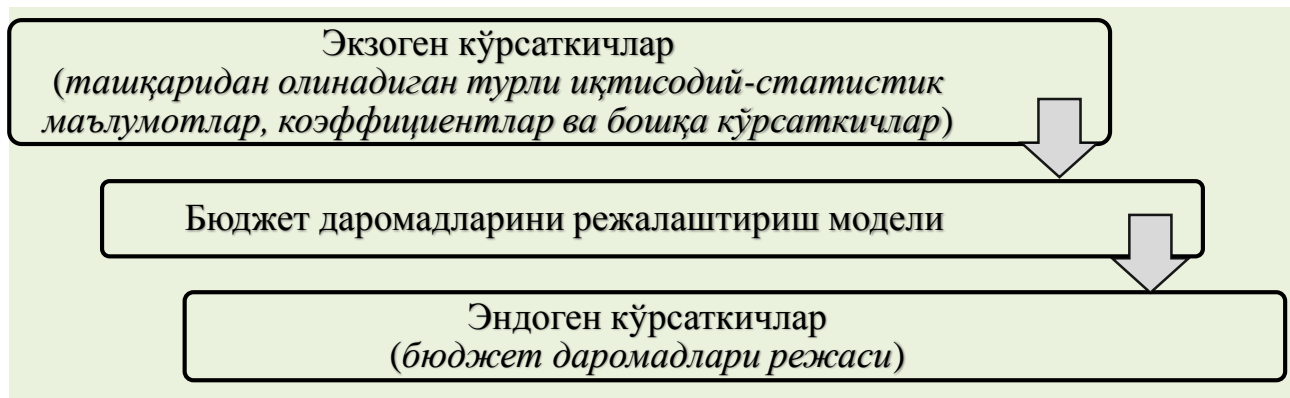 Экзоген кўрсаткичлар
(ташқаридан олинадиган турли иқтисодий-статистик
маълумотлар, коэффициентлар ва бошқа кўрсаткичлар)
Бюджет даромадларини режалаштириш модели
Эндоген кўрсаткичлар
(бюджет даромадлари режаси)